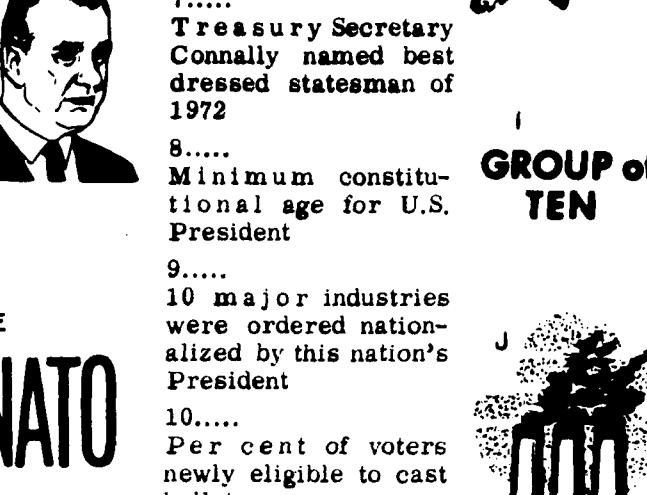 7.....
Treasury Secretary
Connally named best
dressed statesman of
1972
8.....
Minimum constitu-
tional age for U.S.
President
9.....
10 major industries
were ordered nation-
alized by this nation's
President
10.....
Per cent of voters
newly eligible to cast
E
NATO
I
GROUP of
TEN
J